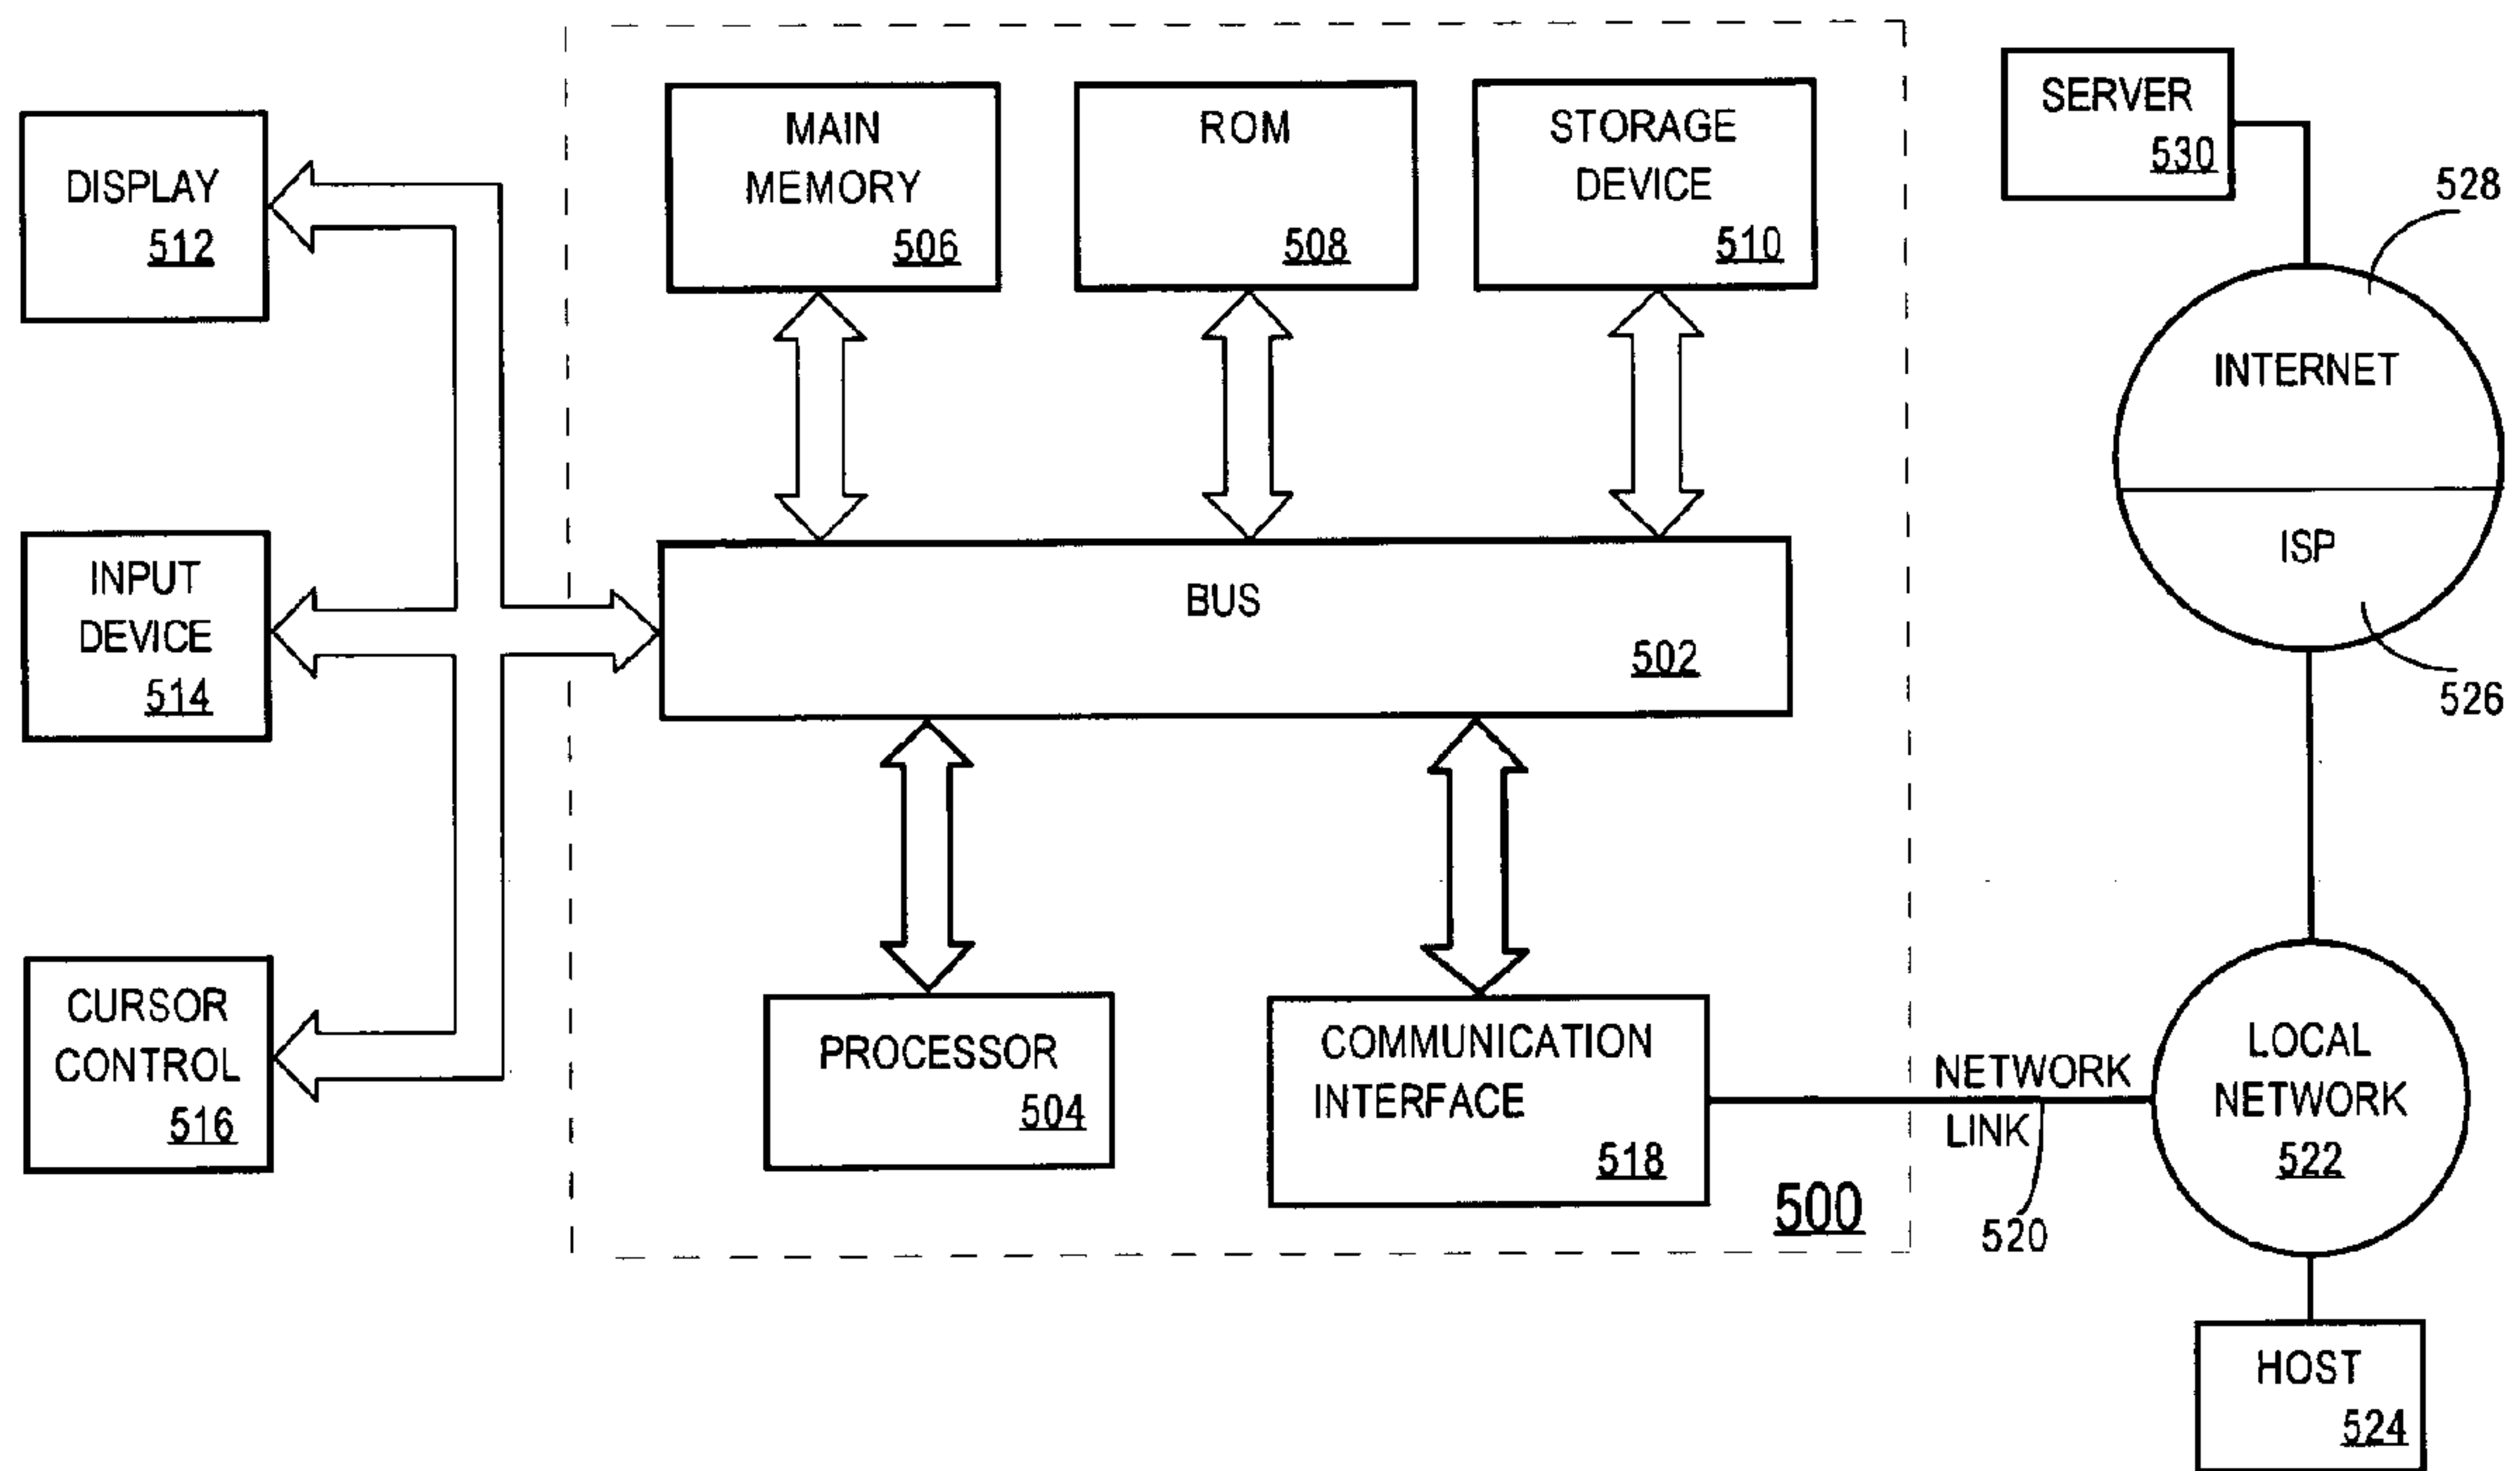 DISPLAY
512
INPUT
DEVICE
514
CURSOR
CONTROL
516
MAIN
MEMORY
506
ROM
508
STORAGE
DEVICE
510
BUS
502
PROCESSOR
504
COMMUNICATION
INTERFACE
518
500
SERVER
530
528
INTERNET
ISP
526
NETWORK
LINK
520
LOCAL
NETWORK
522
HOST
524